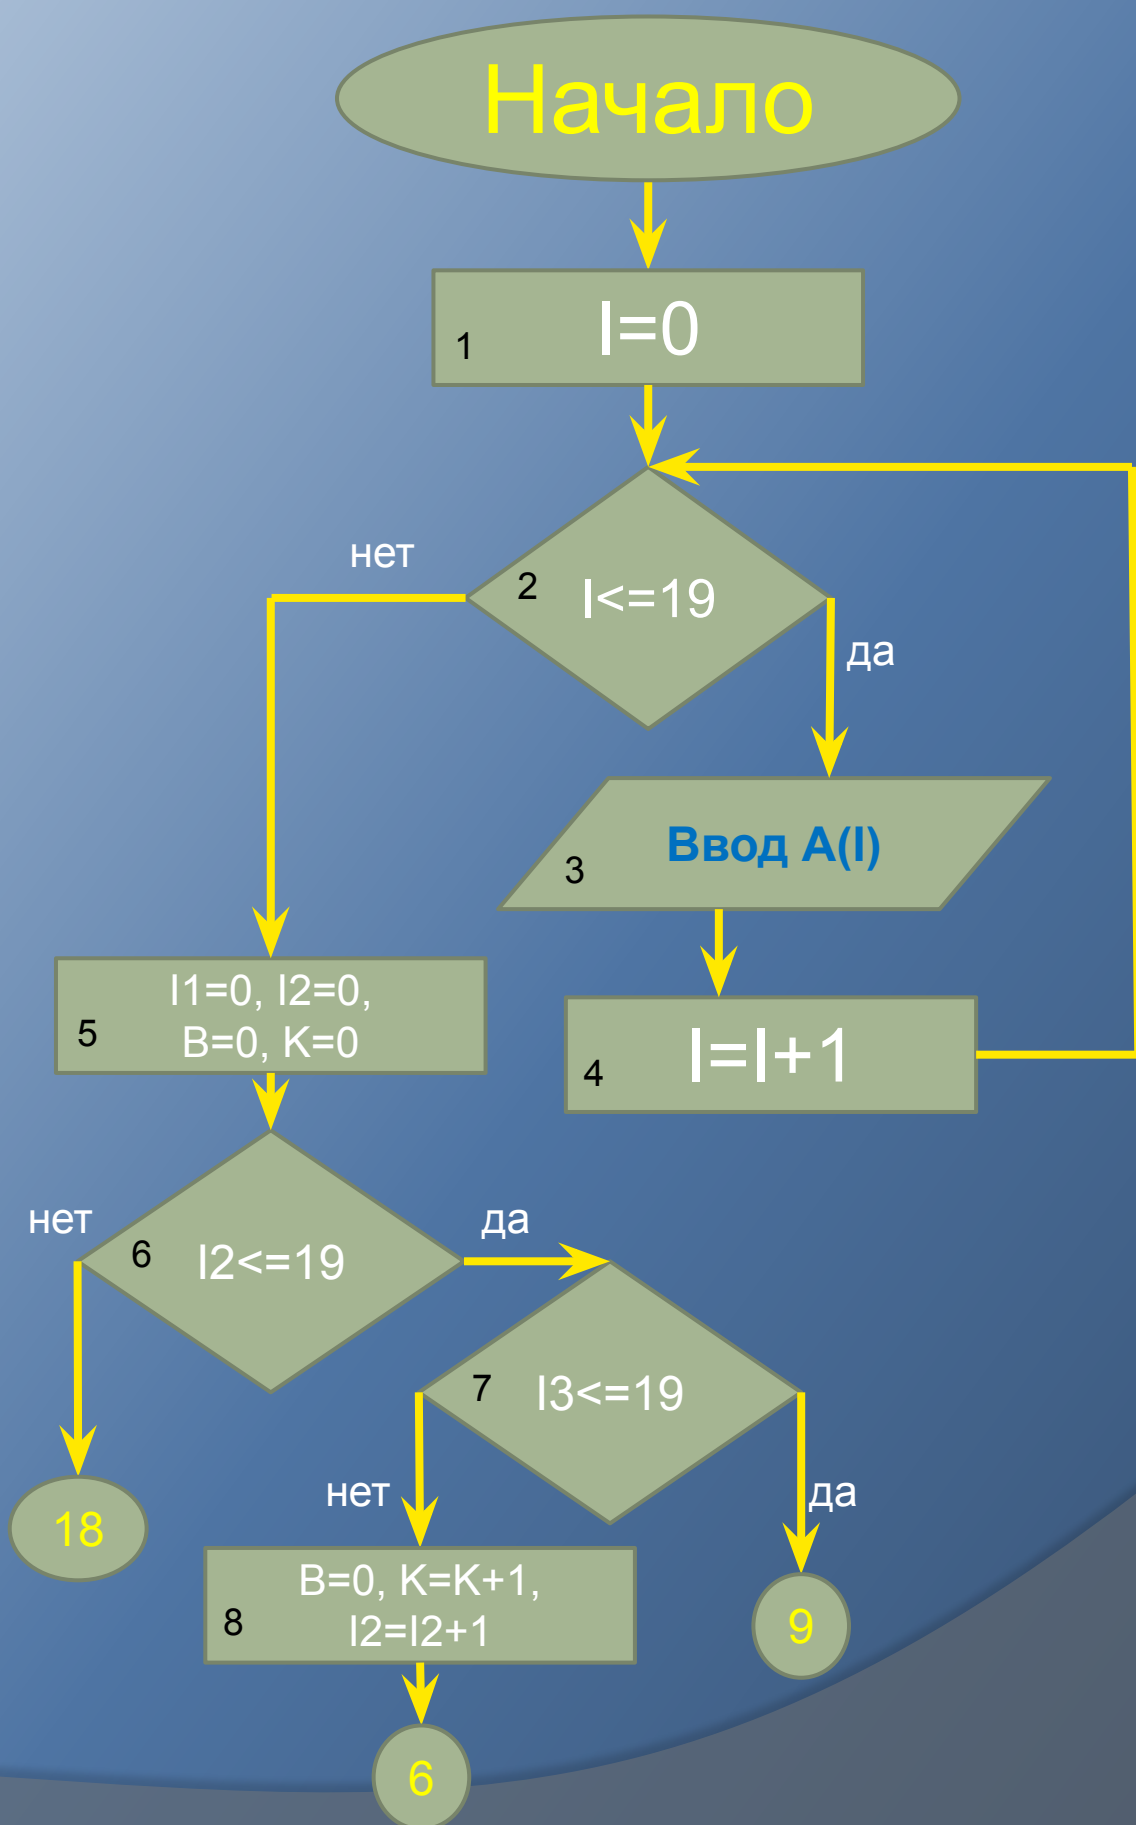 Начало
1
I=0
нет
2
I<=19
да
Ввод A(I)
3
I1=0, I2=0,
5
B=0, K=0
I=I+1
4
нет
да
6
I2<=19
7
I3<=19
нет
да
18
B=0, K=K+1,
8
I2=I2+1
9
6